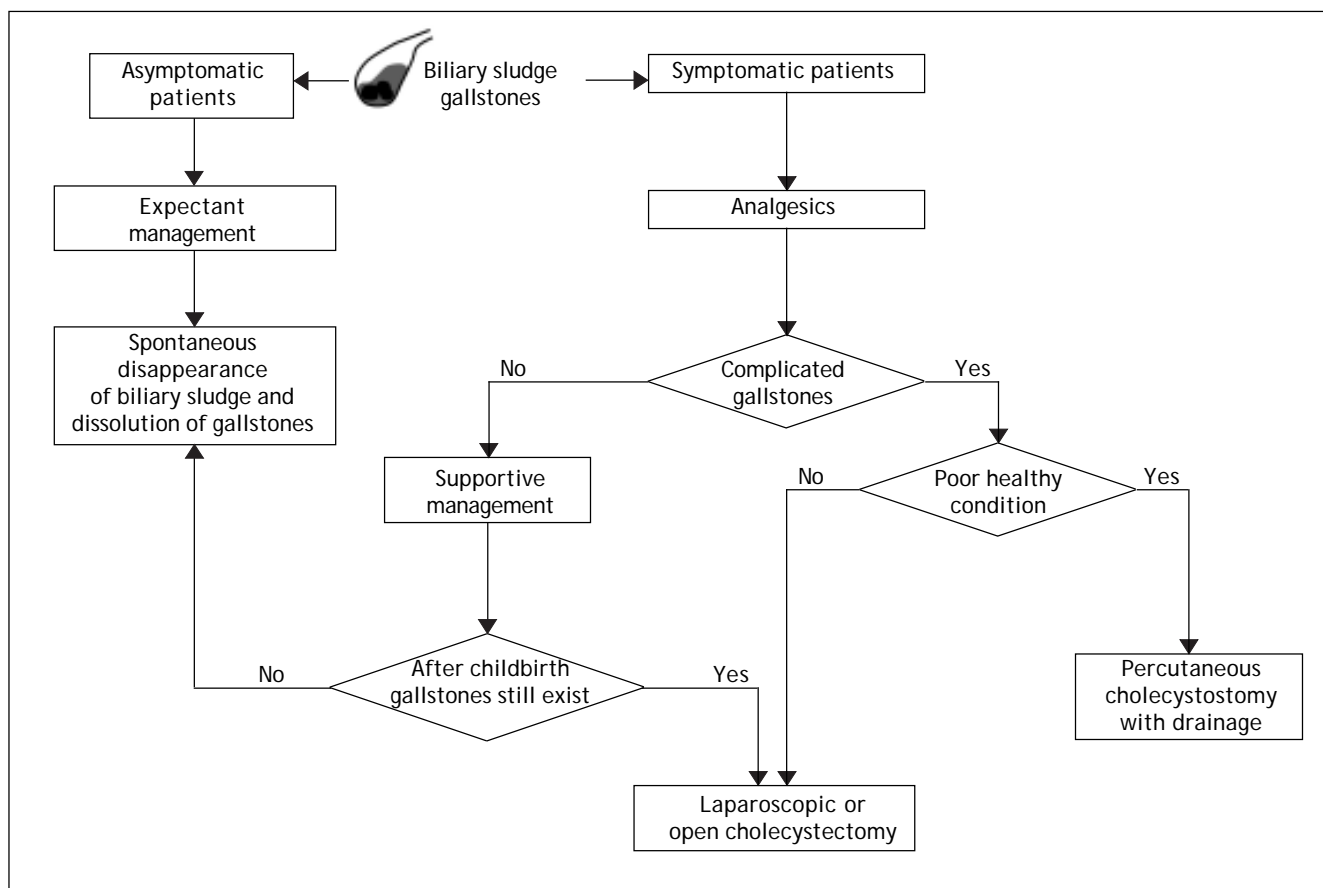 Asymptomatic
patients
Biliary sludge
gallstones
Symptomatic patients
Expectant
management
Analgesics
Spontaneous
disappearance
of biliary sludge and
dissolution of gallstones
No
Complicated
gallstones
Yes
Supportive
management
No
Poor healthy
condition
Yes
No
After childbirth
gallstones still exist
Yes
Percutaneous
cholecystostomy
with drainage
Laparoscopic or
open cholecystectomy